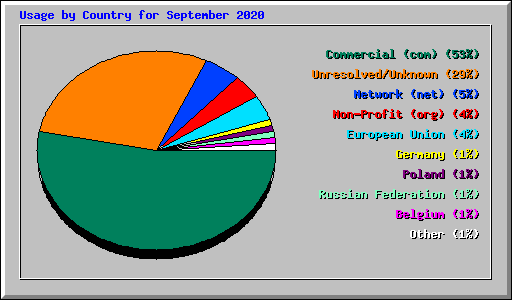 Usage by Country for September 2020
Commercial (com) (53%)
Unresolved/Unknown (29%)
Network (net) (5%)
Non-Profit (org) (4%)
European Union (4%)
Germany (1%)
Poland (1%)
Russian Federation (1%)
Belgium (1%)
Other (1%)